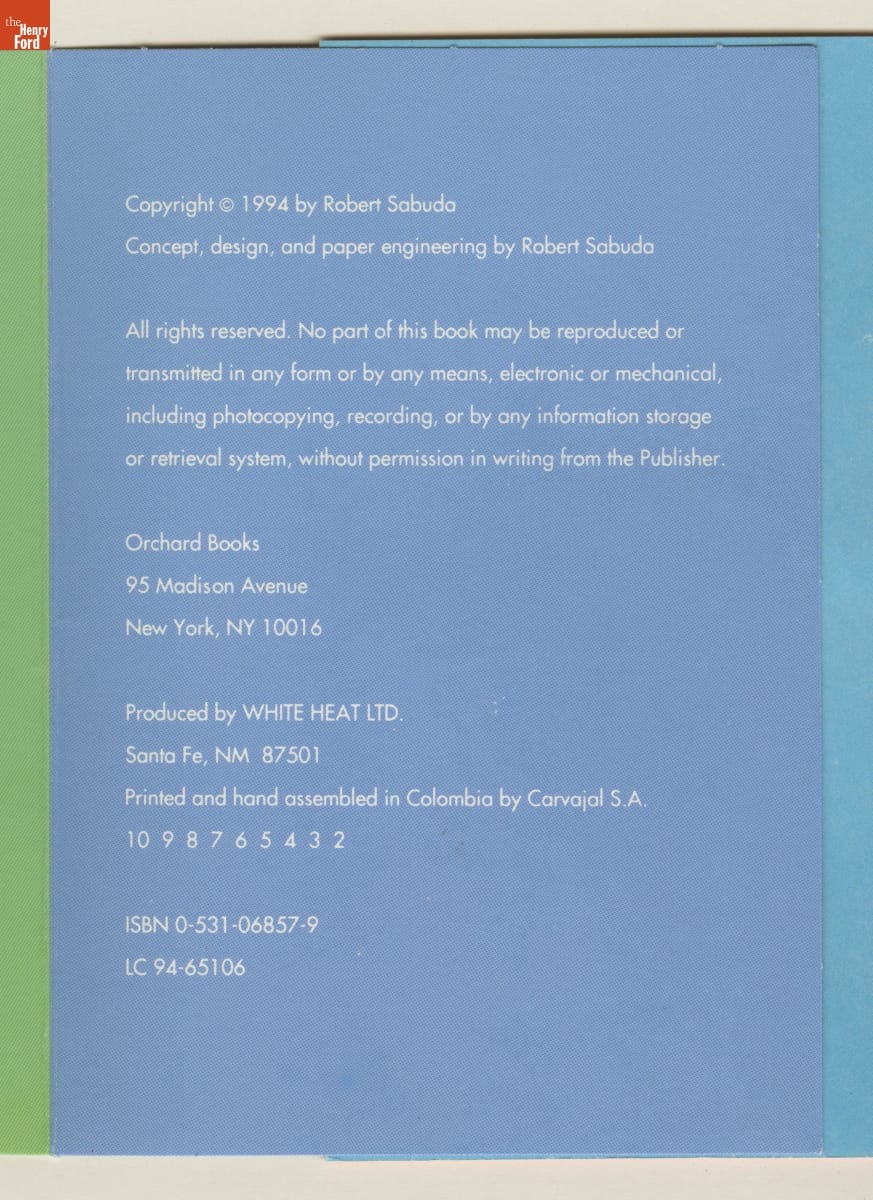 the
Henry
Ford
Copyright © 1994 by Robert Sabuda
Concept, design, and paper engineering by Robert Sabuda
All rights reserved. No part of this book may be reproduced or
transmitted in any form or by any means, electronic or mechanical,
including photocopying, recording, or by any information storage
or retrieval system, without permission in writing from the Publisher.
Orchard Books
95 Madison Avenue
New York, NY 10016
Produced by WHITE HEAT LTD.
Santa Fe, NM 87501
Printed and hand assembled in Colombia by Carvajal S.A.
10 9 8 7 6 5 4 3 2
ISBN 0-531-06857-9
LC 94-65106